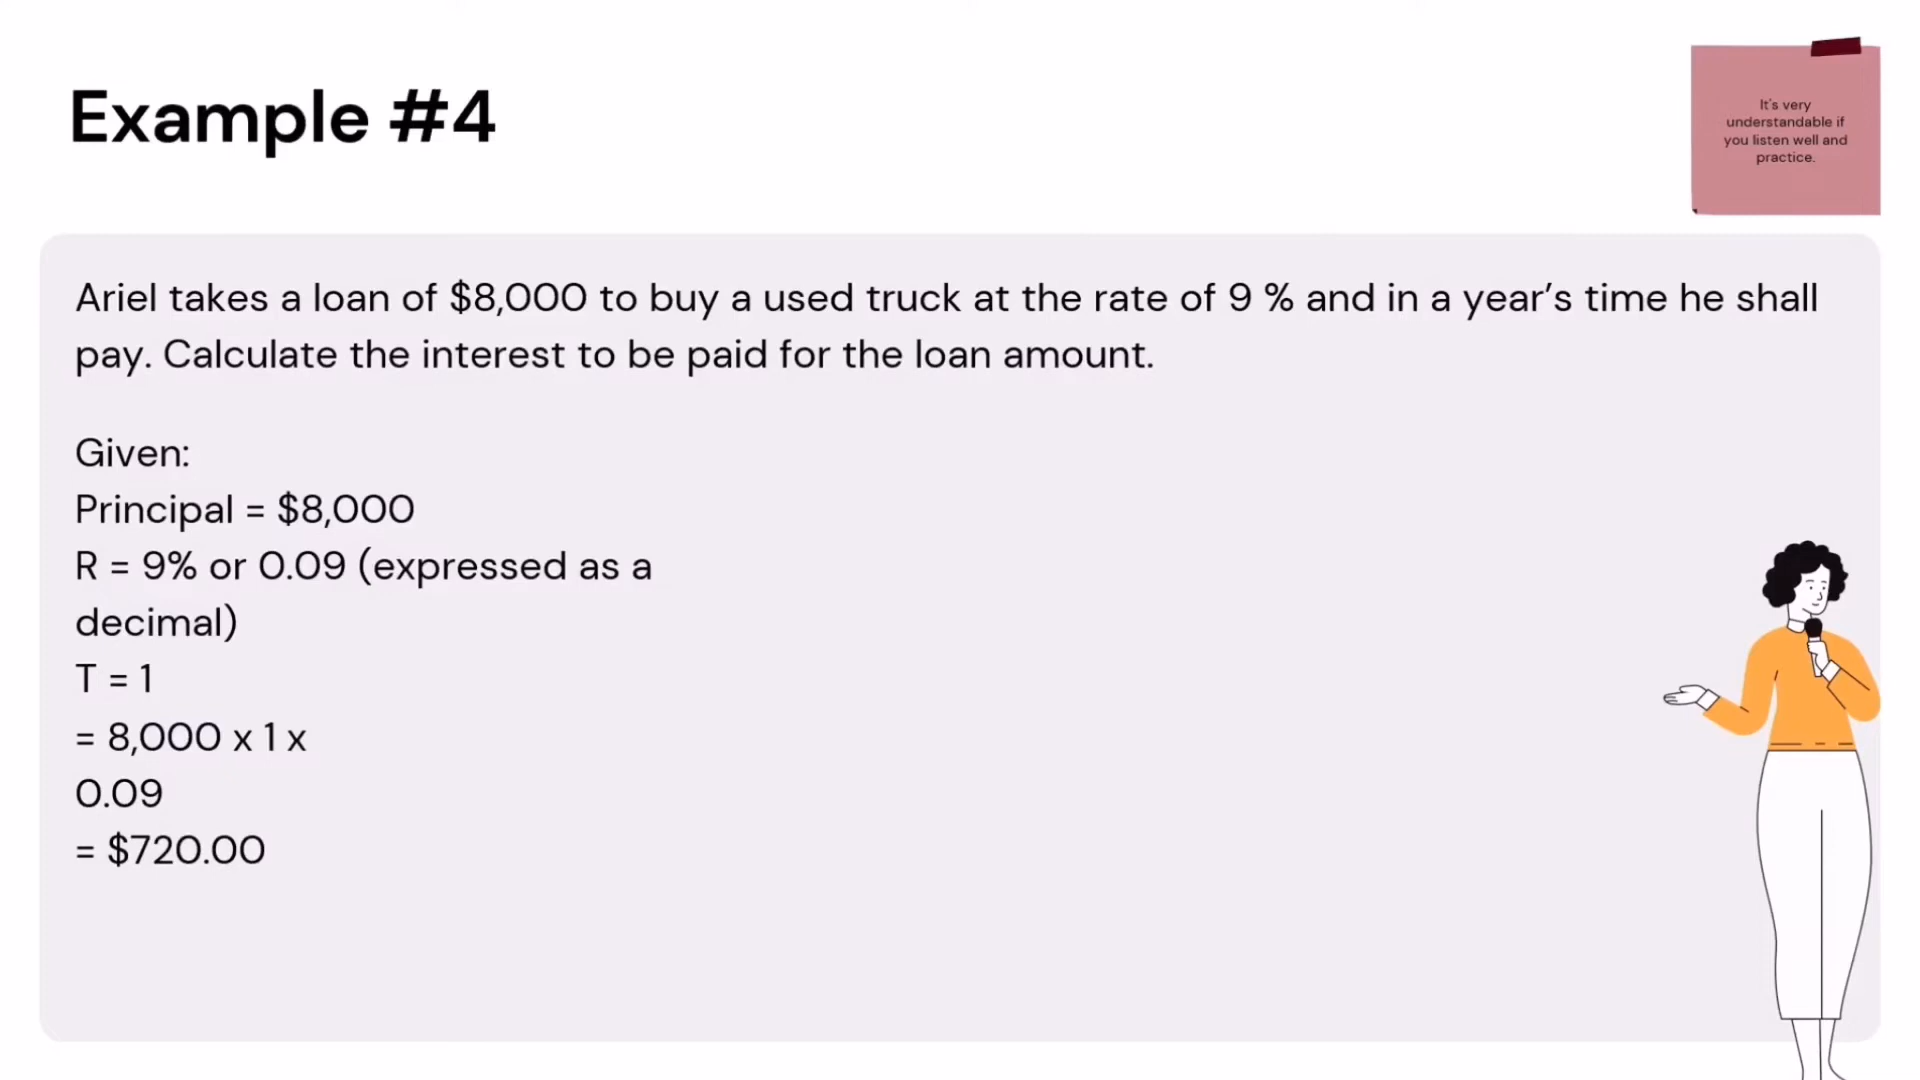 Example #4
It's very
understandable if
you listen well and
practice.
Ariel takes a loan of $8,000 to buy a used truck at the rate of 9 % and in a year’s time he shall
pay. Calculate the interest to be paid for the loan amount.
Given:
Principal = $8,000
R = 9% or 0.09 (expressed as a
decimal)
T = 1
= 8,000 x 1 x
0.09
= $720.00